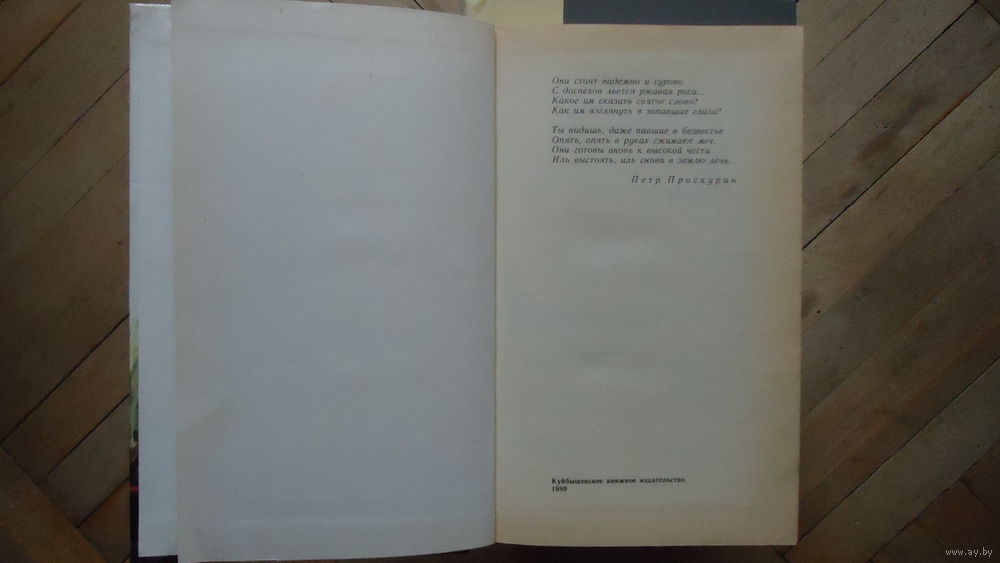 Они стоят надежно и сурово.
С доспехов льется ржавая роса...
Какое им сказать святое слово?
Как им взглянуть в запавшие глаза?
Ты видишь, даже павшие в безвестье
Опять, опять в руках сжимают меч,
Они готовы вновь к высокой чести
Иль выстоять, иль снова в землю лечь...
Петр Проскурин
Куйбышевское книжное издательство
1989
www.ay.by